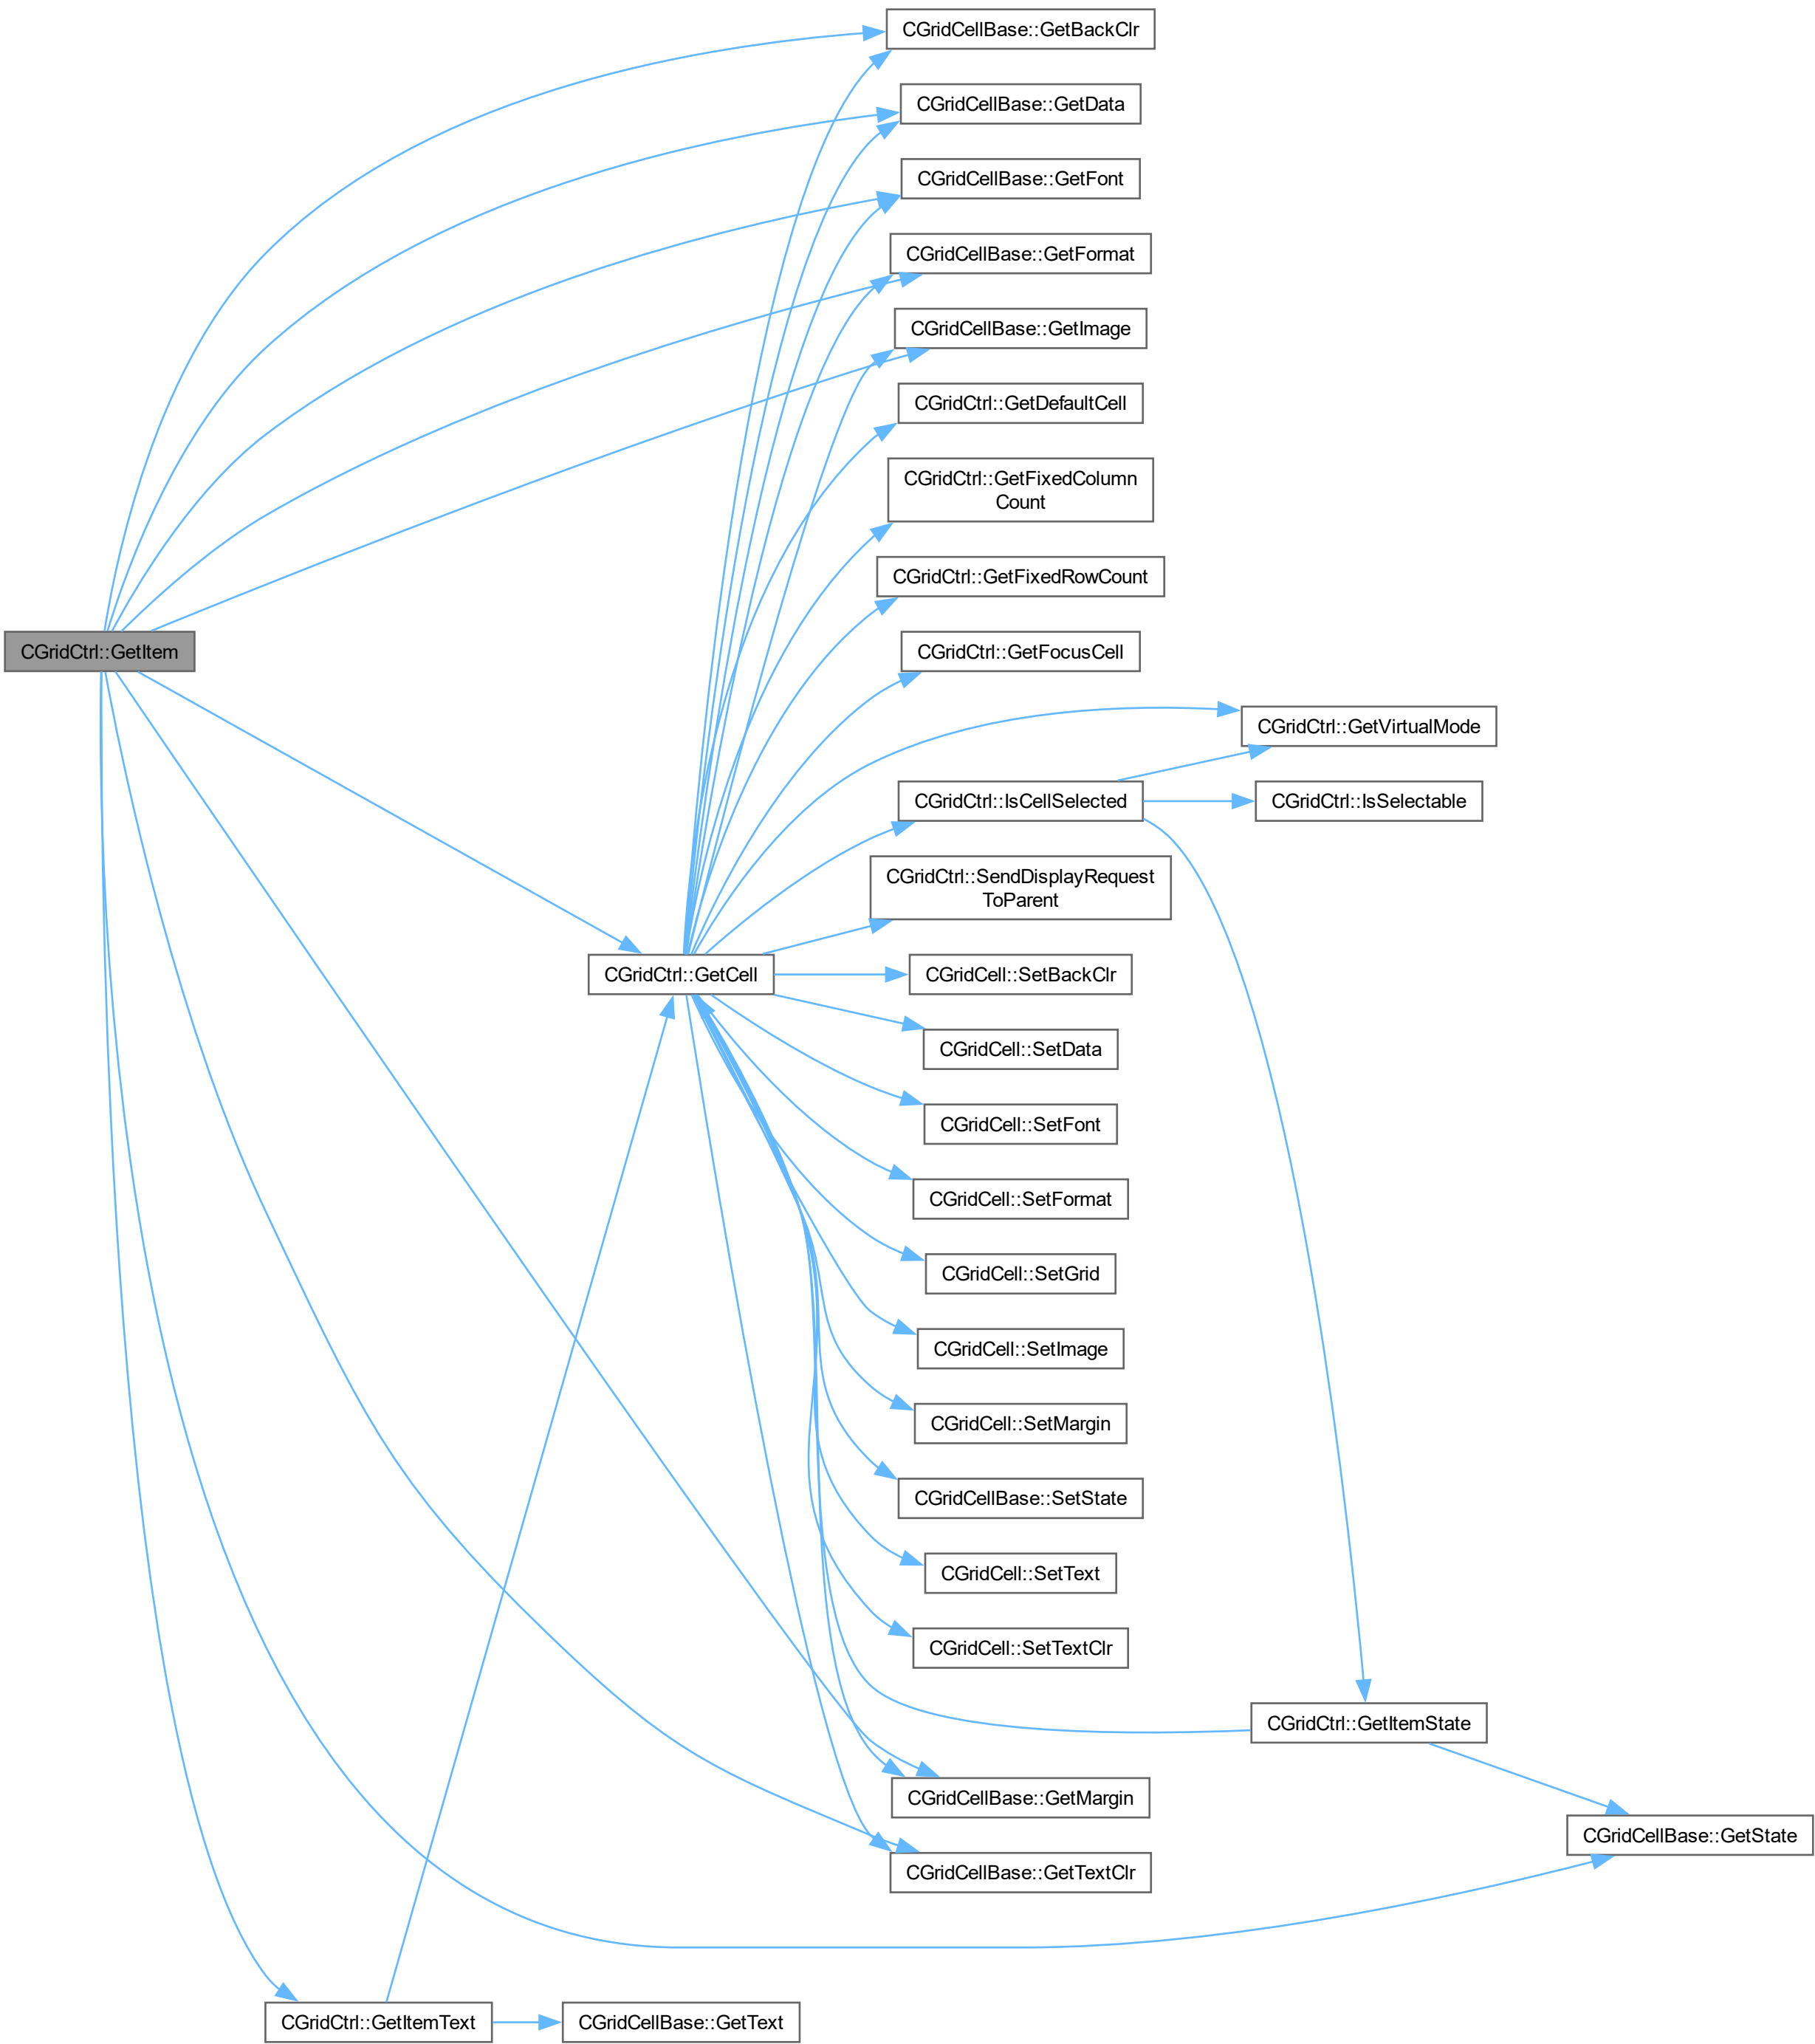 CGridCellBase::GetBackClr
CGridCellBase::GetData
CGridCellBase::GetFont
CGridCellBase::GetFormat
CGridCellBase::GetImage
CGridCtrl::GetDefaultCell
CGridCtrl::GetFixedColumn
Count
CGridCtrl::GetFixedRowCount
CGridCtrl::GetItem
CGridCtrl::GetFocusCell
CGridCtrl::GetVirtualMode
CGridCtrl::IsCellSelected
CGridCtrl::IsSelectable
CGridCtrl::SendDisplayRequest
ToParent
CGridCtrl::GetCell
CGridCell::SetBackClr
CGridCell::SetData
CGridCell::SetFont
CGridCell::SetFormat
CGridCell::SetGrid
CGridCell::SetImage
CGridCell::SetMargin
CGridCellBase::SetState
CGridCell::SetText
CGridCell::SetTextClr
CGridCtrl::GetItemState
CGridCellBase::GetMargin
CGridCellBase::GetState
CGridCellBase::GetTextClr
CGridCtrl::GetItemText
CGridCellBase::GetText